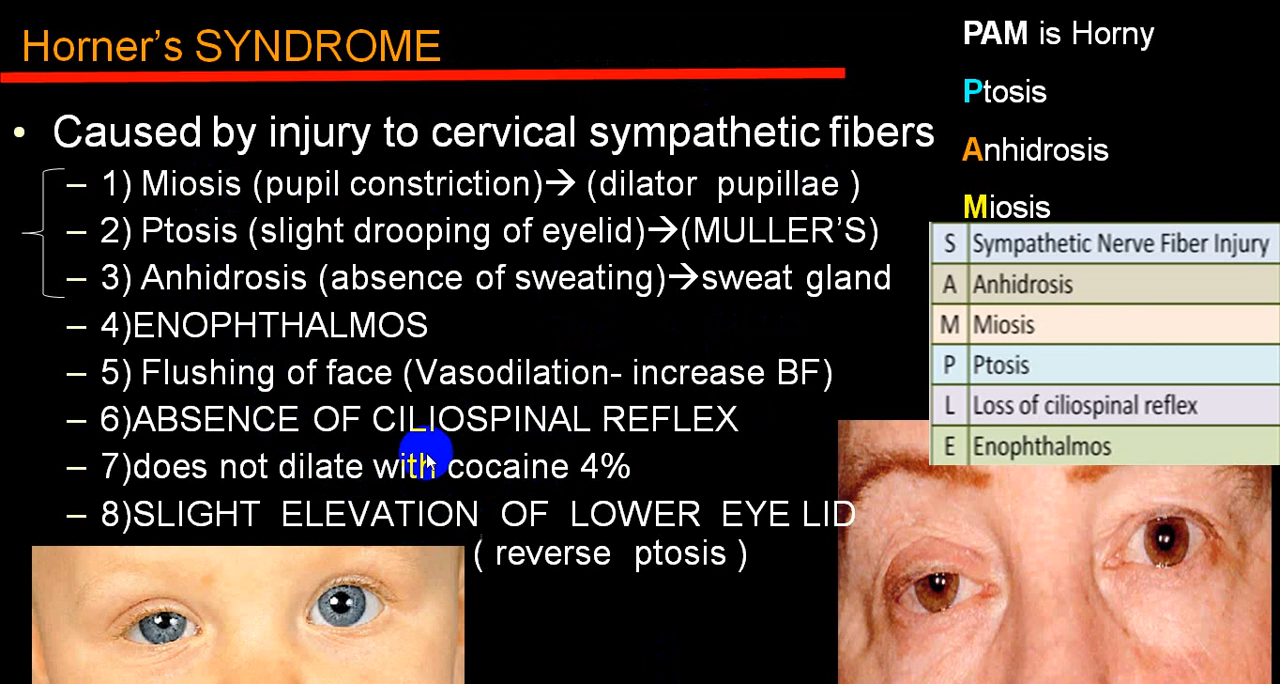 Horner's SYNDROME
• Caused by injury to cervical sympathetic fibers
– 1) Miosis (pupil constriction)→ (dilator pupillae )
– 2) Ptosis (slight drooping of eyelid)→(MULLER'S)
– 3) Anhidrosis (absence of sweating)→sweat gland
– 4)ENOPHTHALMOS
– 5) Flushing of face (Vasodilation- increase BF)
– 6)ABSENCE OF CILIOSPINAL REFLEX
– 7)does not dilate with cocaine 4%
– 8)SLIGHT ELEVATION OF LOWER EYE LID
( reverse ptosis )
PAM is Horny
Ptosis
Anhidrosis
Miosis
S Sympathetic Nerve Fiber Injury
A Anhidrosis
M Miosis
P Ptosis
L Loss of ciliospinal reflex
E Enophthalmos